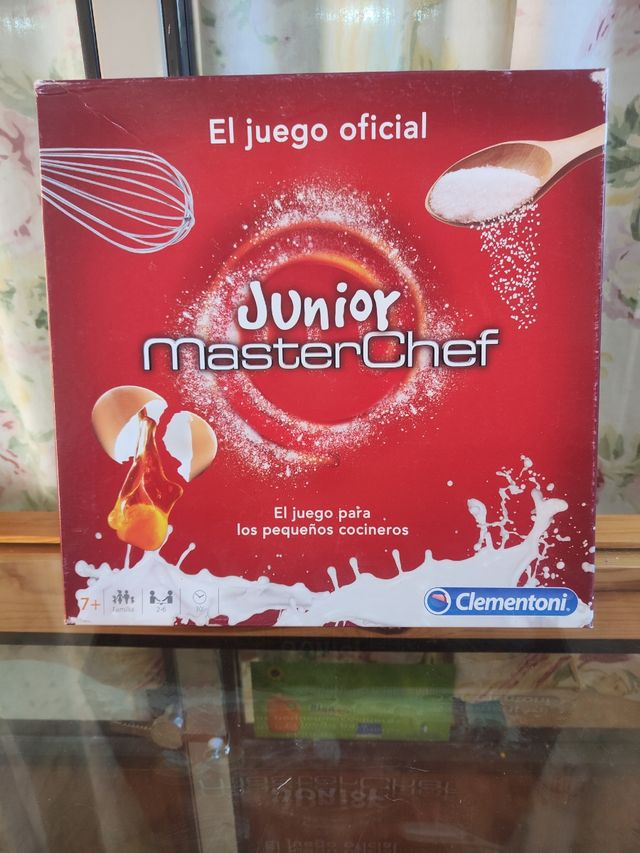 El juego oficial
Junior
MasterChef
El juego para
los pequeños cocineros
7+
Familia
2-6
Clementoni